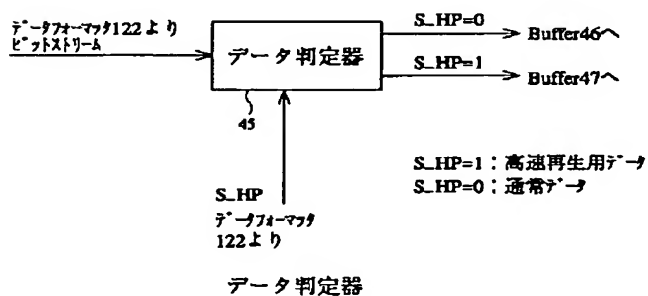 データフォーマッタ122より
ビットストリーム
S_HP=0
Buffer46へ
データ判定器
S_HP=1
Buffer47へ
45
S_HP
データフォーマッタ
122より
S_HP=1：高速再生用データ
S_HP=0：通常データ
データ判定器